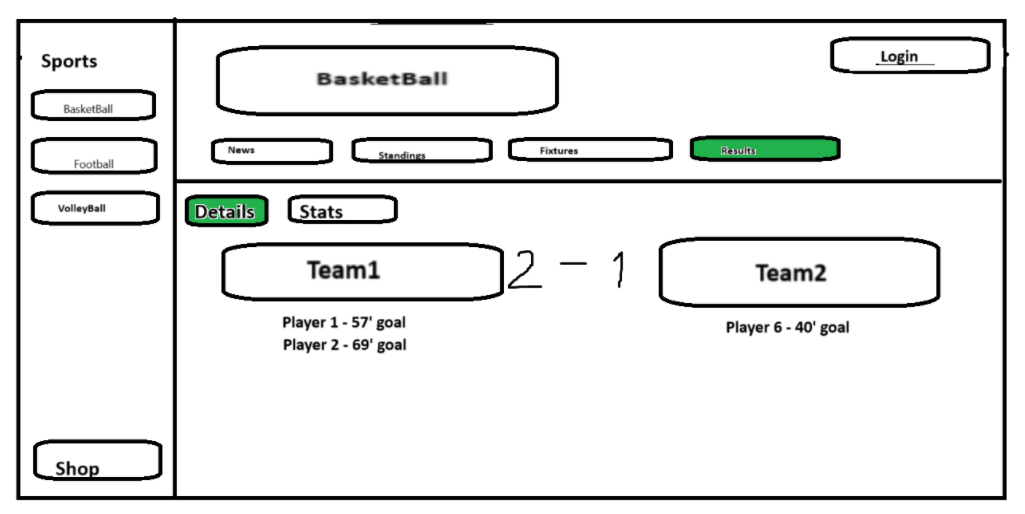 Sports
BasketBall
Football
VolleyBall
Shop
BasketBall
Login
News
Standings
Fixtures
Results
Details
Stats
Team1
2 - 1
Team2
Player 1 - 57' goal
Player 2 - 69' goal
Player 6 - 40' goal